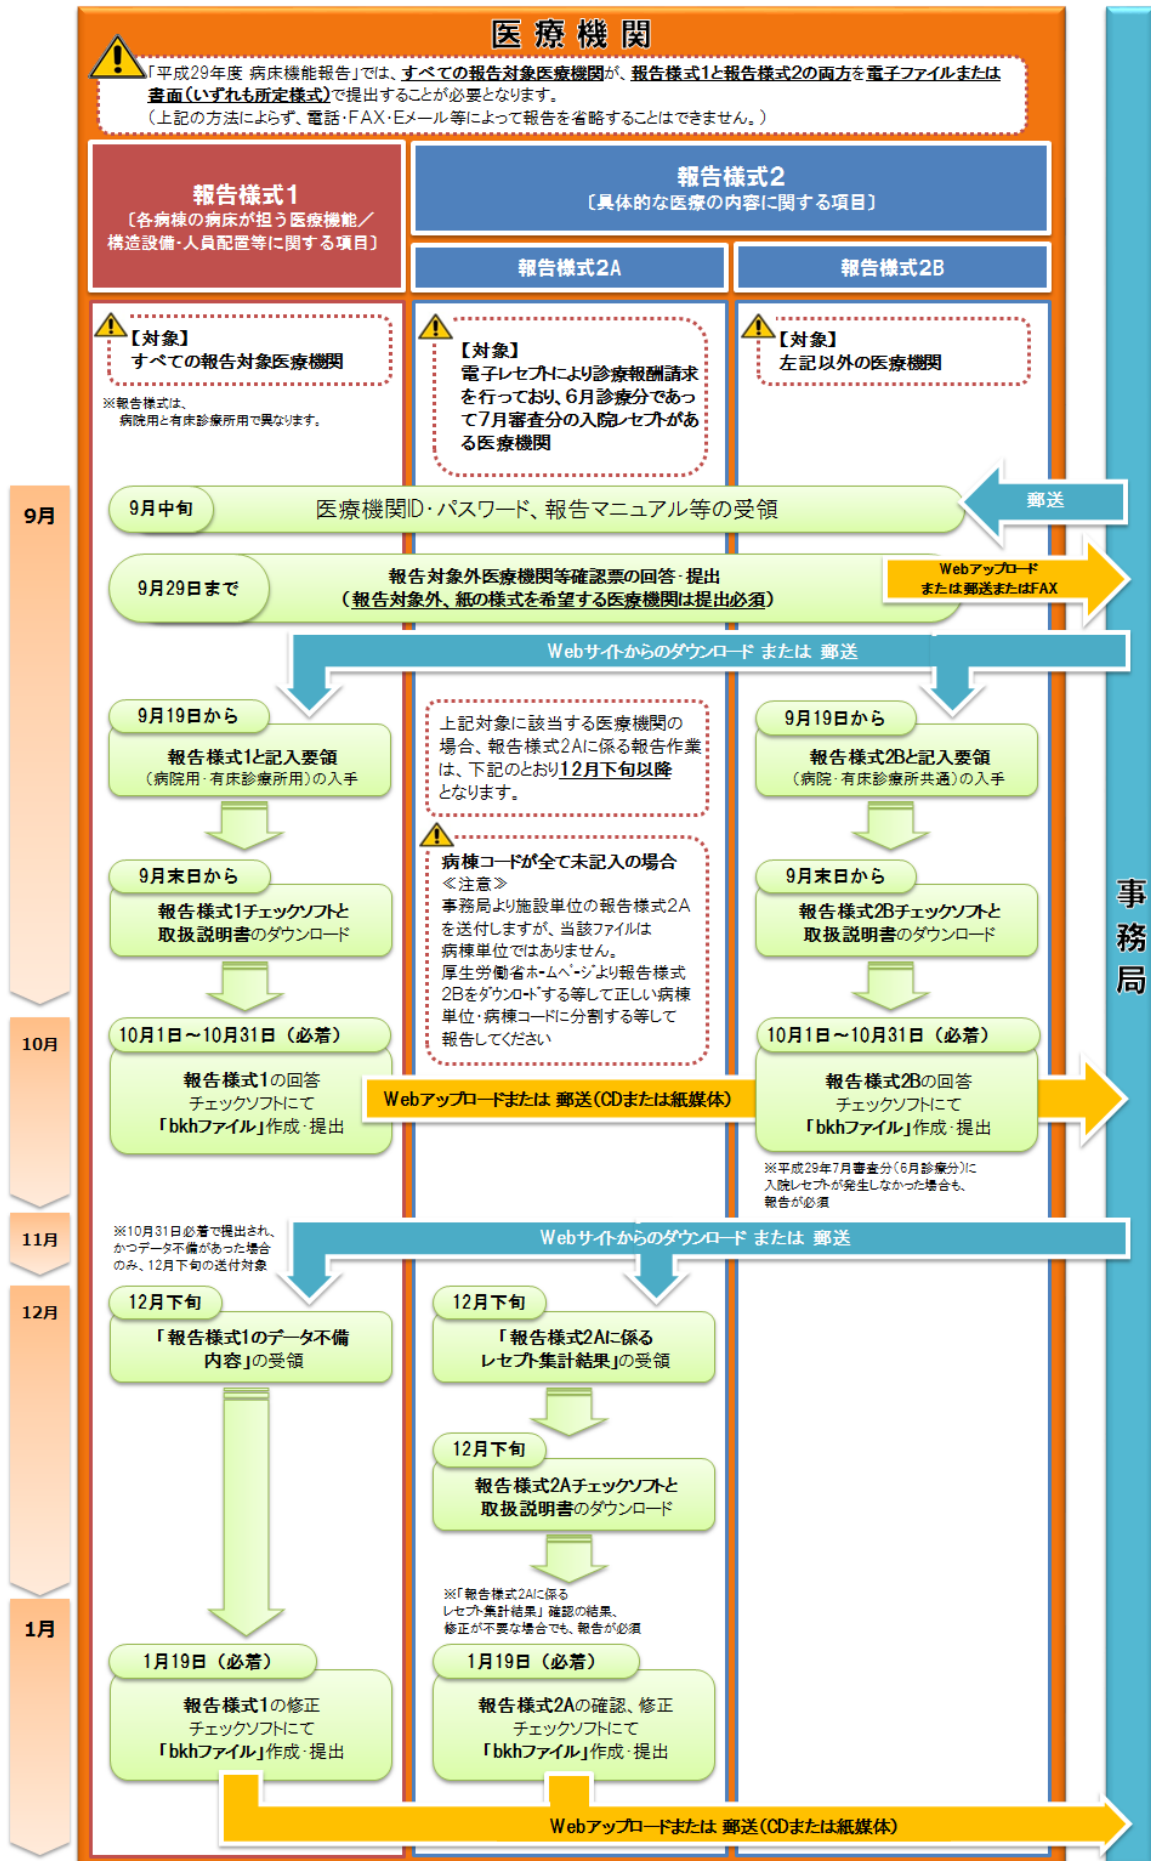 医療機関
「平成29年度 病床機能報告」では、すべての報告対象医療機関が、報告様式1と報告様式2の両方を電子ファイルまたは
書面(いずれも所定様式)で提出することが必要となります。
(上記の方法によらず、電話・FAX・Eメール等によって報告を省略することはできません。)
報告様式1
〔各病棟の病床が担う医療機能／
構造設備・人員配置等に関する項目〕
報告様式2
〔具体的な医療の内容に関する項目〕
報告様式2A
報告様式2B
【対象】
すべての報告対象医療機関
※報告様式は、
病院用と有床診療所用で異なります。
【対象】
電子レセプトにより診療報酬請求
を行っており、6月診療分であっ
て7月審査分の入院レセプトがあ
る医療機関
【対象】
左記以外の医療機関
9月
9月中旬
医療機関ID・パスワード、報告マニュアル等の受領
郵送
9月29日まで
報告対象外医療機関等確認票の回答・提出
(報告対象外、紙の様式を希望する医療機関は提出必須)
Webアップロード
または郵送またはFAX
Webサイトからのダウンロード または 郵送
9月19日から
報告様式1と記入要領
(病院用・有床診療所用)の入手
上記対象に該当する医療機関の
場合、報告様式2Aに係る報告作業
は、下記のとおり12月下旬以降
となります。
9月19日から
報告様式2Bと記入要領
(病院・有床診療所共通)の入手
9月末日から
報告様式1チェックソフトと
取扱説明書のダウンロード
病棟コードが全て未記入の場合
≪注意≫
事務局より施設単位の報告様式2A
を送付しますが、当該ファイルは
病棟単位ではありません。
厚生労働省ホームページより報告様式
2Bをダウンロードする等して正しい病棟
単位・病棟コードに分割する等して
報告してください
9月末日から
報告様式2Bチェックソフトと
取扱説明書のダウンロード
事務局
10月
10月1日～10月31日（必着）
報告様式1の回答
チェックソフトにて
「bkhファイル」作成・提出
Webアップロードまたは 郵送(CDまたは紙媒体)
10月1日～10月31日（必着）
報告様式2Bの回答
チェックソフトにて
「bkhファイル」作成・提出
※平成29年7月審査分(6月診療分)に
入院レセプトが発生しなかった場合も、
報告が必須
11月
※10月31日必着で提出され、
かつデータ不備があった場合
のみ、12月下旬の送付対象
Webサイトからのダウンロード または 郵送
12月
12月下旬
「報告様式1のデータ不備
内容」の受領
12月下旬
「報告様式2Aに係る
レセプト集計結果」の受領
12月下旬
報告様式2Aチェックソフトと
取扱説明書のダウンロード
※「報告様式2Aに係る
レセプト集計結果」確認の結果、
修正が不要な場合でも、報告が必須
1月
1月19日（必着）
報告様式1の修正
チェックソフトにて
「bkhファイル」作成・提出
1月19日（必着）
報告様式2Aの確認、修正
チェックソフトにて
「bkhファイル」作成・提出
Webアップロードまたは 郵送(CDまたは紙媒体)